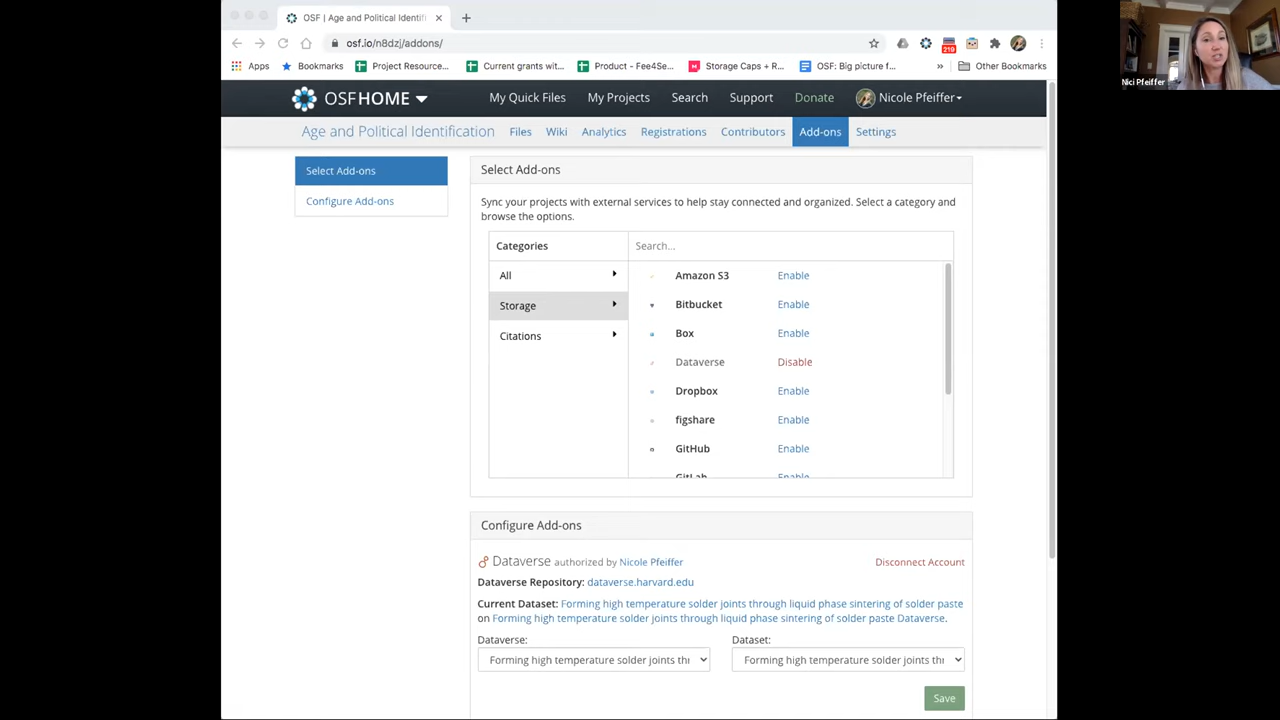 OSF | Age and Political Identifi
osf.io/n8dzj/addons/
219
Apps
Bookmarks
Project Resource...
Current grants wit...
Product - Fee4Se...
Storage Caps + R...
OSF: Big picture f...
»
Other Bookmarks
Nici Pfeiffer
OSFHOME
My Quick Files
My Projects
Search
Support
Donate
Nicole Pfeiffer
Age and Political Identification
Files
Wiki
Analytics
Registrations
Contributors
Add-ons
Settings
Select Add-ons
Configure Add-ons
Select Add-ons
Sync your projects with external services to help stay connected and organized. Select a category and
browse the options.
Categories
Search...
All
Storage
Citations
Amazon S3 Enable
Bitbucket Enable
Box Enable
Dataverse Disable
Dropbox Enable
figshare Enable
GitHub Enable
GitLab Enable
Configure Add-ons
Dataverse authorized by Nicole Pfeiffer
Disconnect Account
Dataverse Repository: dataverse.harvard.edu
Current Dataset: Forming high temperature solder joints through liquid phase sintering of solder paste
on Forming high temperature solder joints through liquid phase sintering of solder paste Dataverse.
Dataverse:
Forming high temperature solder joints thr
Dataset:
Forming high temperature solder joints thr
Save